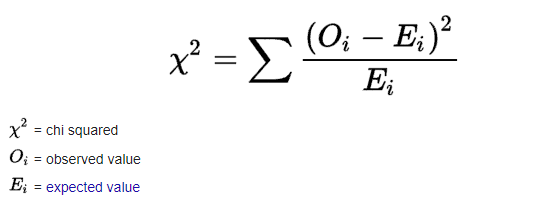 χ² = ∑ (Oᵢ − Eᵢ)² / Eᵢ
χ² = chi squared
Oᵢ = observed value
Eᵢ = expected value